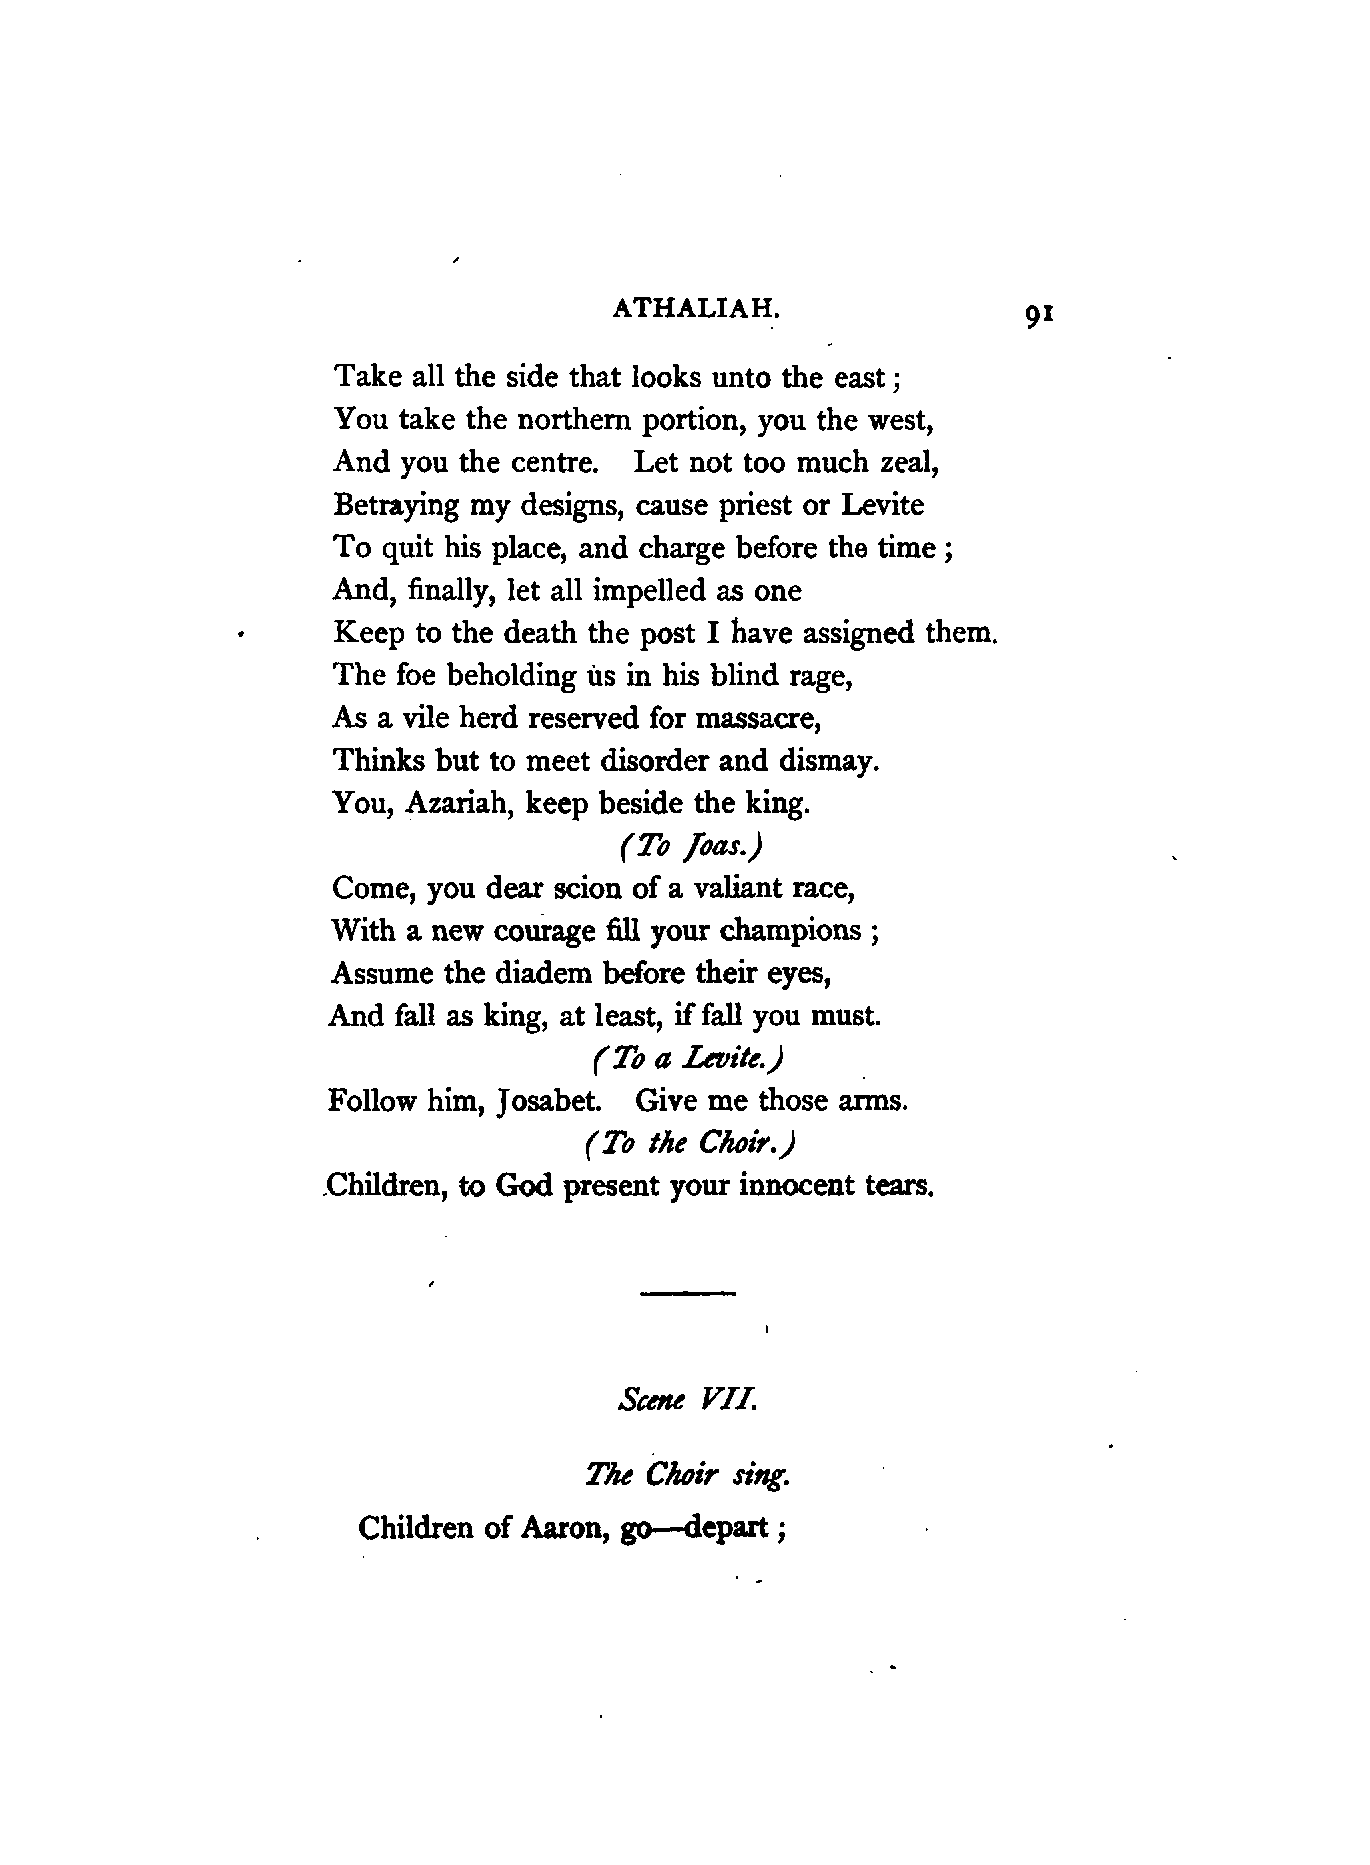 ATHALIAH. 91
Take all the side that looks unto the east ;
You take the northern portion, you the west,
And you the centre. Let not too much zeal,
Betraying my designs, cause priest or Levite
To quit his place, and charge before the time ;
And, finally, let all impelled as one
Keep to the death the post I have assigned them.
The foe beholding us in his blind rage,
As a vile herd reserved for massacre,
Thinks but to meet disorder and dismay.
You, Azariah, keep beside the king.
(To Joas.)
Come, you dear scion of a valiant race,
With a new courage fill your champions ;
Assume the diadem before their eyes,
And fall as king, at least, if fall you must.
(To a Levite.)
Follow him, Josabet. Give me those arms.
(To the Choir.)
Children, to God present your innocent tears.
Scene VII.
The Choir sing.
Children of Aaron, go—depart ;